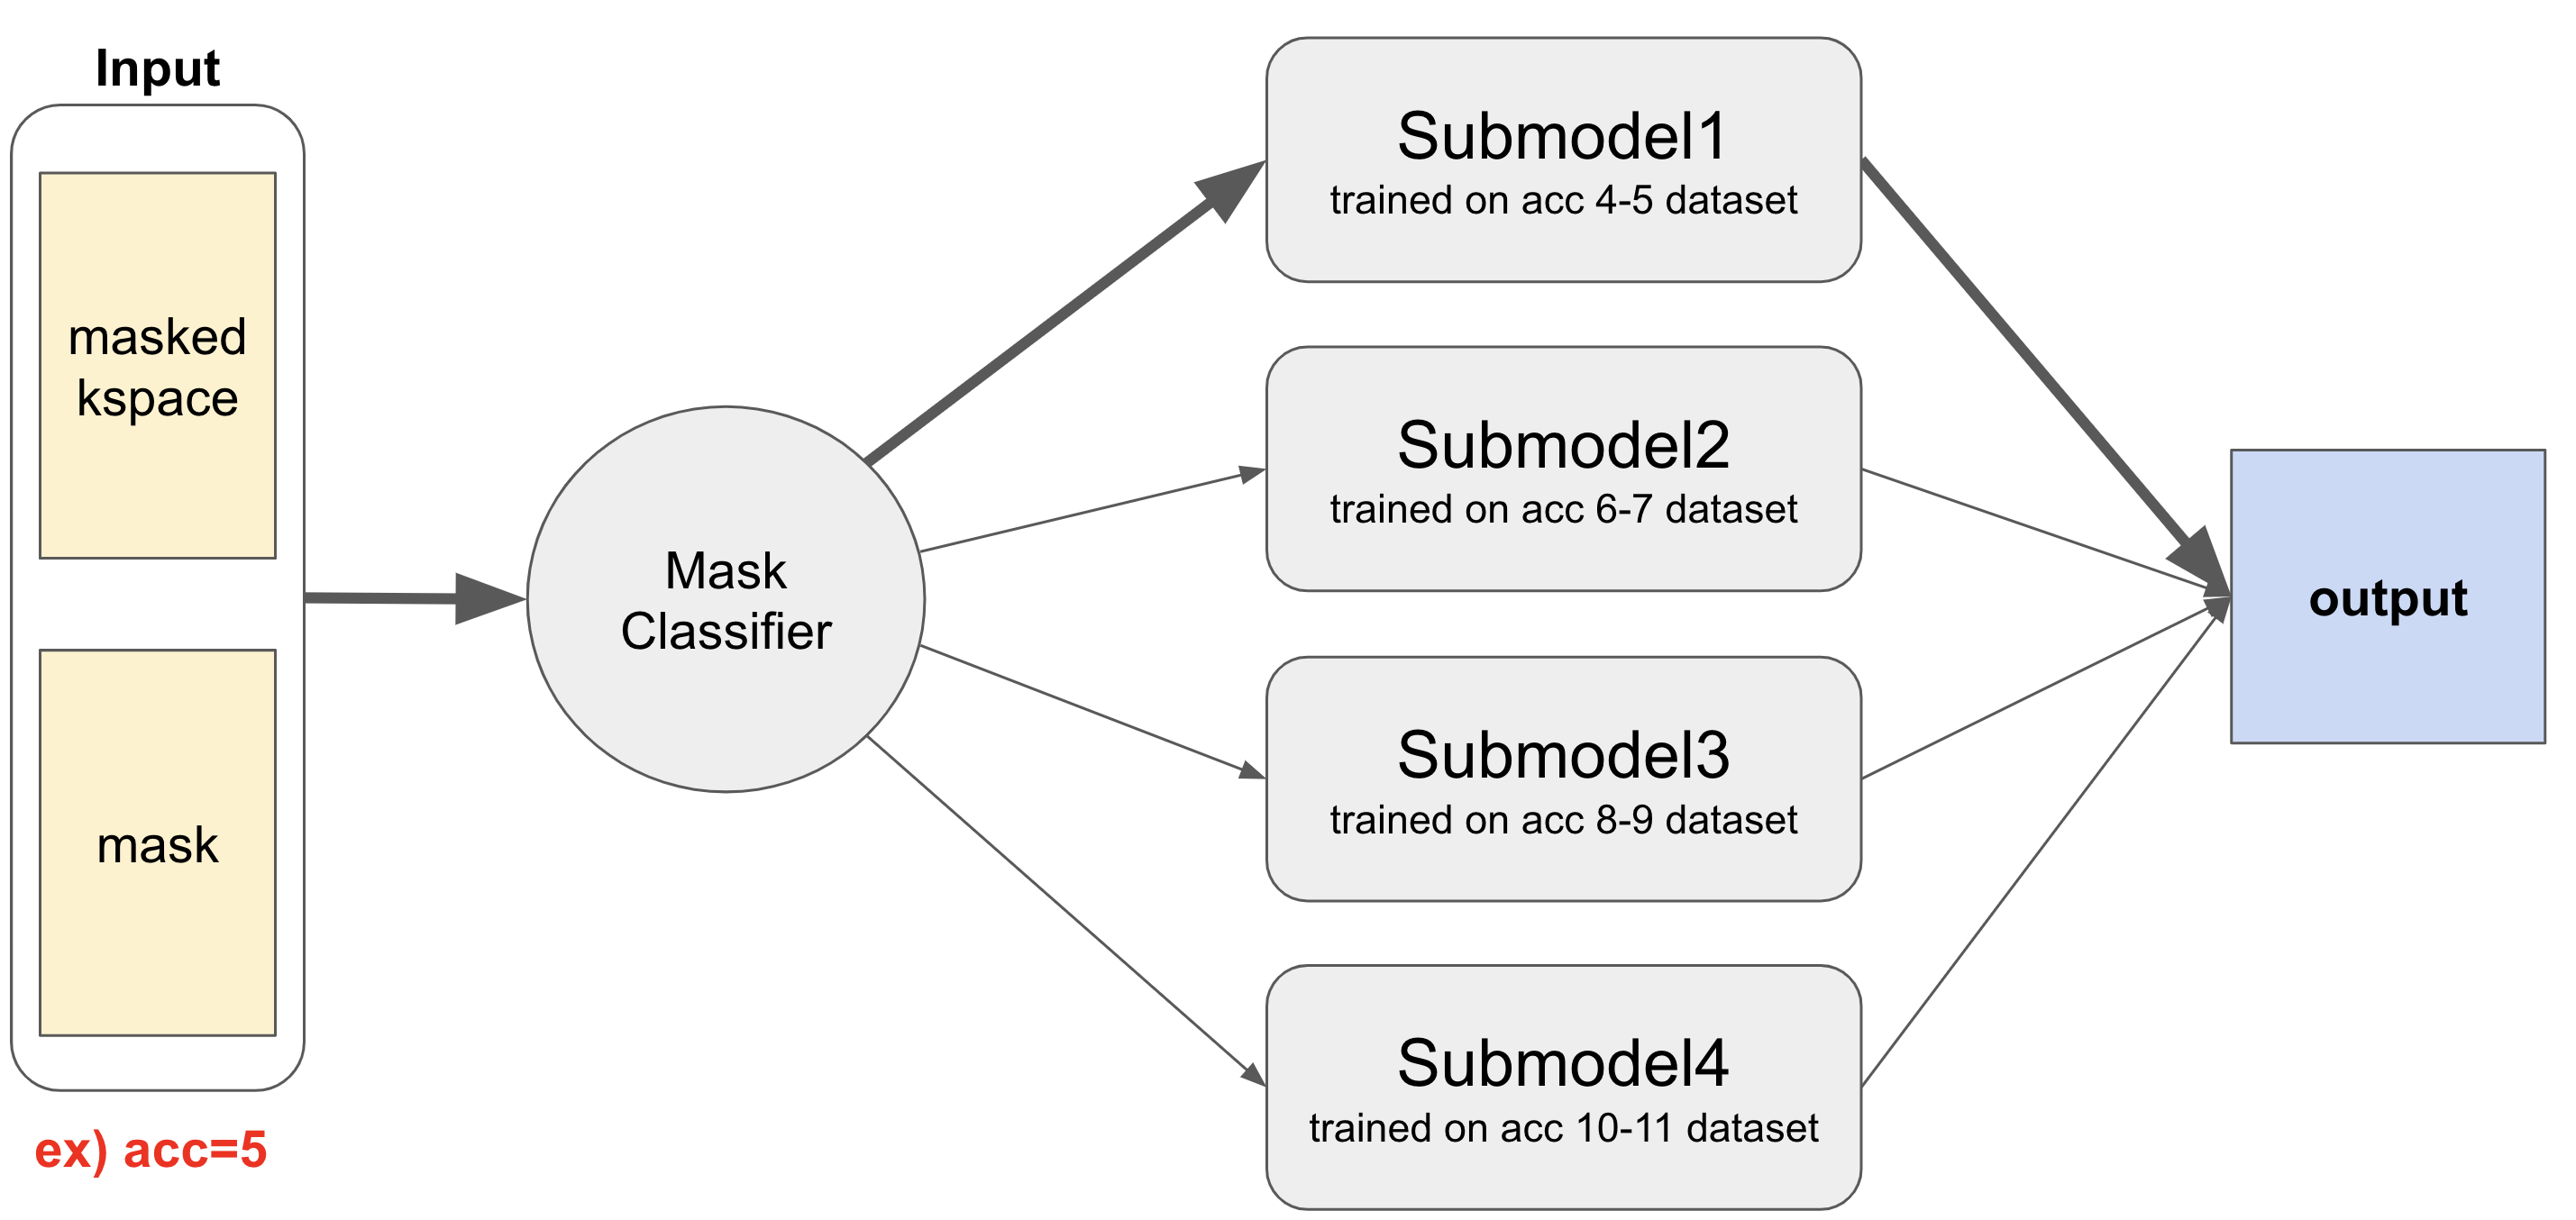 Input
masked
kspace
mask
ex) acc=5
Mask
Classifier
Submodel1
trained on acc 4-5 dataset
Submodel2
trained on acc 6-7 dataset
Submodel3
trained on acc 8-9 dataset
Submodel4
trained on acc 10-11 dataset
output